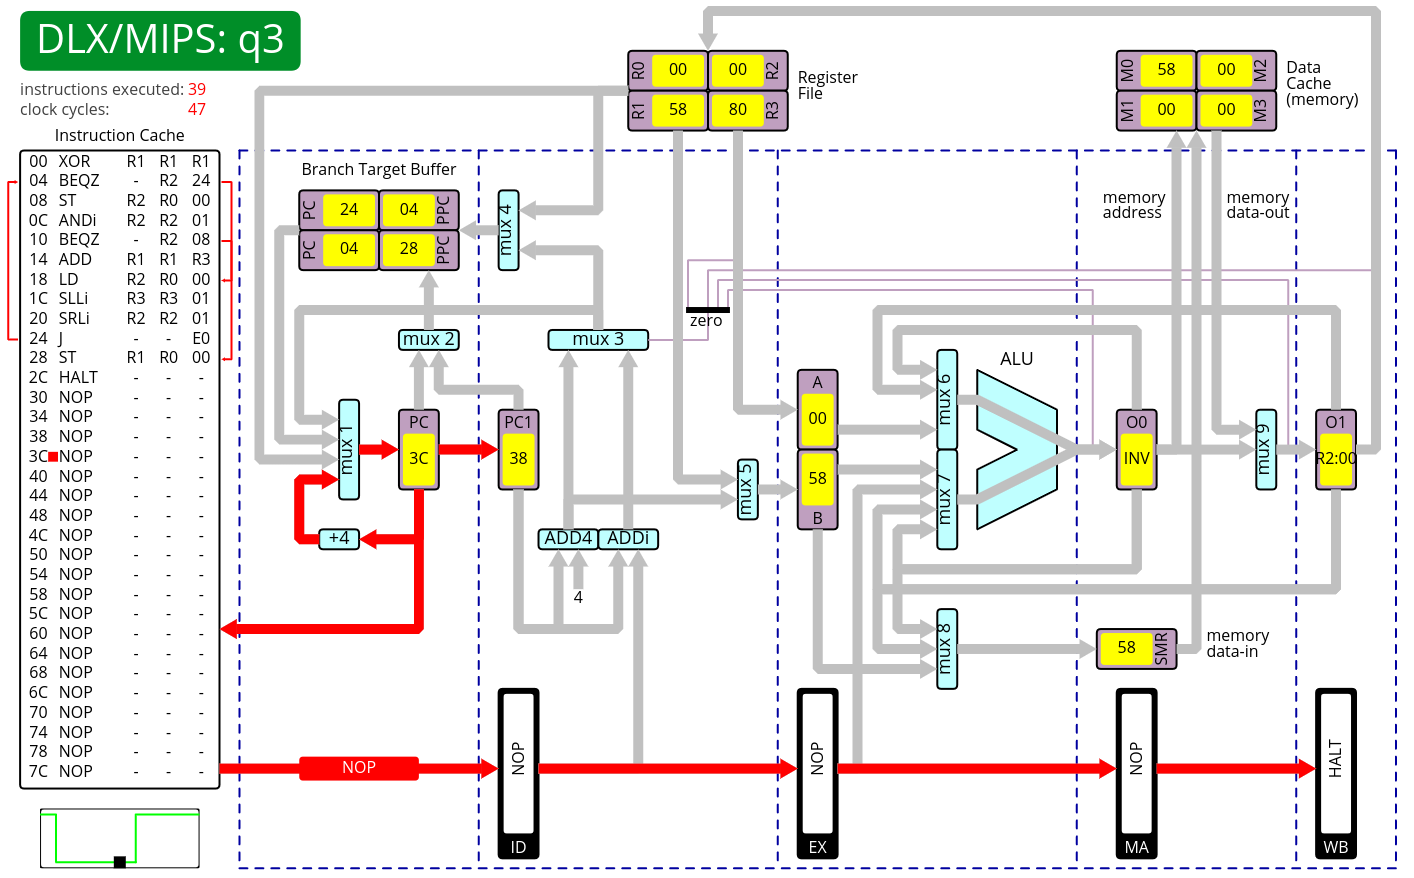 DLX/MIPS: q3
instructions executed: 39
clock cycles: 47
Instruction Cache
00 XOR R1 R1 R1
04 BEQZ - R2 24
08 ST R2 R0 00
0C ANDi R2 R2 01
10 BEQZ - R2 08
14 ADD R1 R1 R3
18 LD R2 R0 00
1C SLLi R3 R3 01
20 SRLi R2 R2 01
24 J - - E0
28 ST R1 R0 00
2C HALT - - -
30 NOP - - -
34 NOP - - -
38 NOP - - -
3C NOP - - -
40 NOP - - -
44 NOP - - -
48 NOP - - -
4C NOP - - -
50 NOP - - -
54 NOP - - -
58 NOP - - -
5C NOP - - -
60 NOP - - -
64 NOP - - -
68 NOP - - -
6C NOP - - -
70 NOP - - -
74 NOP - - -
78 NOP - - -
7C NOP - - -
R0 00 00 R2
R1 58 80 R3
Register
File
M0 58 00 M2
M1 00 00 M3
Data
Cache
(memory)
Branch Target Buffer
PC 24 04 PPC
PC 04 28 PPC
mux 4
memory
address
memory
data-out
zero
mux 2
mux 3
mux 1
PC
3C
PC1
38
+4
ADD4
ADDi
4
mux 5
A
00
58
B
mux 6
mux 7
ALU
mux 8
O0
INV
mux 9
O1
R2:00
58 SMR
memory
data-in
NOP
NOP
ID
NOP
EX
NOP
MA
HALT
WB